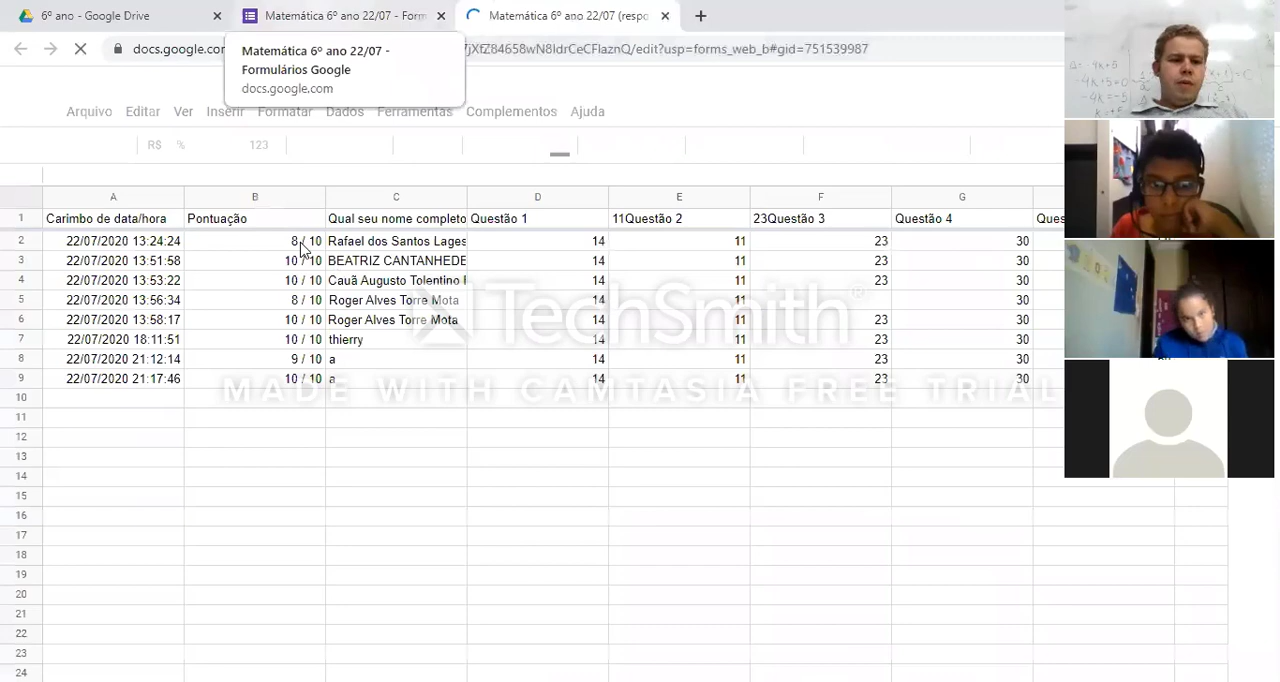 6º ano - Google Drive
Matemática 6º ano 22/07 - Form
Matemática 6º ano 22/07 (respo
docs.google.com
7jXfZ84658wN8IdrCeCFlaznQ/edit?usp=forms_web_b#gid=751539987
Matemática 6º ano 22/07 -
Formulários Google
docs.google.com
Arquivo Editar Ver Inserir Formatar Dados Ferramentas Complementos Ajuda
R$ % 123
A B C D E F G
1 Carimbo de data/hora Pontuação Qual seu nome completo Questão 1 11Questão 2 23Questão 3 Questão 4 Ques
2 22/07/2020 13:24:24 8 / 10 Rafael dos Santos Lages 14 11 23 30
3 22/07/2020 13:51:58 10 / 10 BEATRIZ CANTANHEDE 14 11 23 30
4 22/07/2020 13:53:22 10 / 10 Cauã Augusto Tolentino 14 11 23 30
5 22/07/2020 13:56:34 8 / 10 Roger Alves Torre Mota 14 11 30
6 22/07/2020 13:58:17 10 / 10 Roger Alves Torre Mota 14 11 23 30
7 22/07/2020 18:11:51 10 / 10 thierry 14 11 23 30
8 22/07/2020 21:12:14 9 / 10 a 14 11 23 30
9 22/07/2020 21:17:46 10 / 10 a 14 11 23 30
10
11
12
13
14
15
16
17
18
19
20
21
22
23
24
TechSmith®
MADE WITH CAMTASIA FREE TRIAL